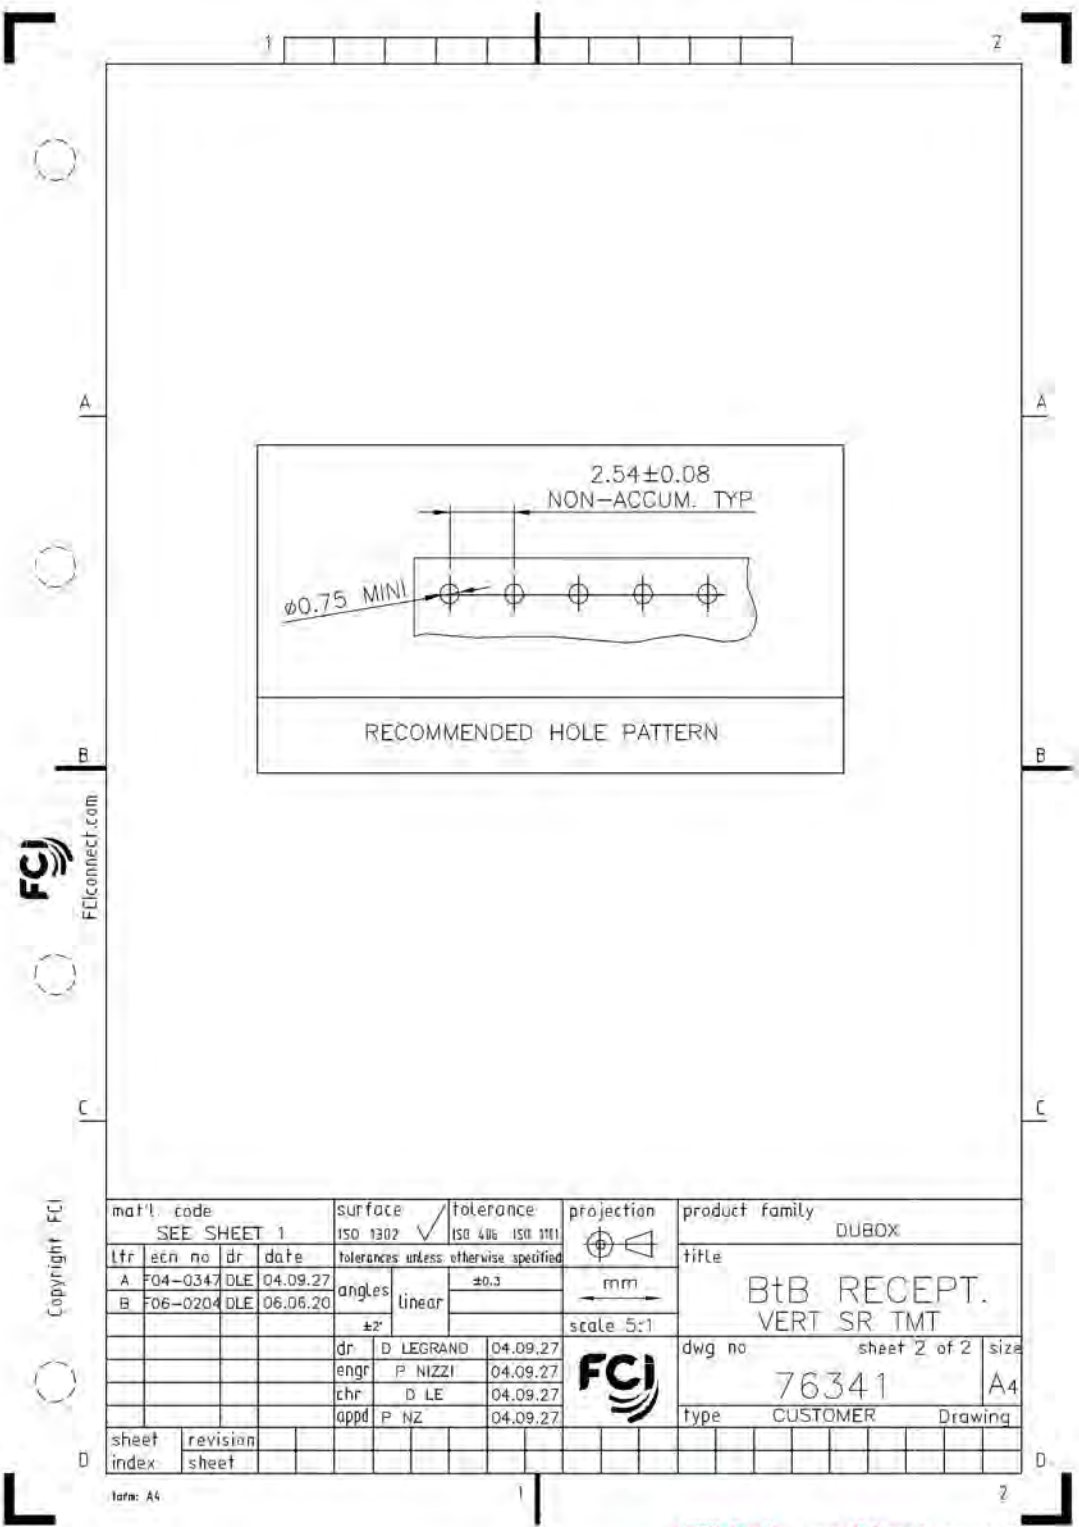 1
2
A
A
2.54±0.08
NON-ACCUM. TYP
ø0.75 MINI
RECOMMENDED HOLE PATTERN
B
B
FCI
FCIconnect.com
C
C
Copyright FCI
mat'l. code
SEE SHEET 1
surface
ISO 1302
tolerance
ISO 406 ISO 1101
projection
product family
DUBOX
ltr ecn no dr date
tolerances unless otherwise specified
title
A F04-0347 DLE 04.09.27
angles
linear
±0.3
mm
BtB RECEPT.
B F06-0204 DLE 06.06.20
VERT SR TMT
±2°
scale 5:1
dr D LEGRAND 04.09.27
dwg no
sheet 2 of 2
size
engr P NIZZI 04.09.27
FCI
76341
A4
chr D LE 04.09.27
appd P NZ 04.09.27
type CUSTOMER Drawing
sheet
index
revision
sheet
D
D
form: A4
1
2